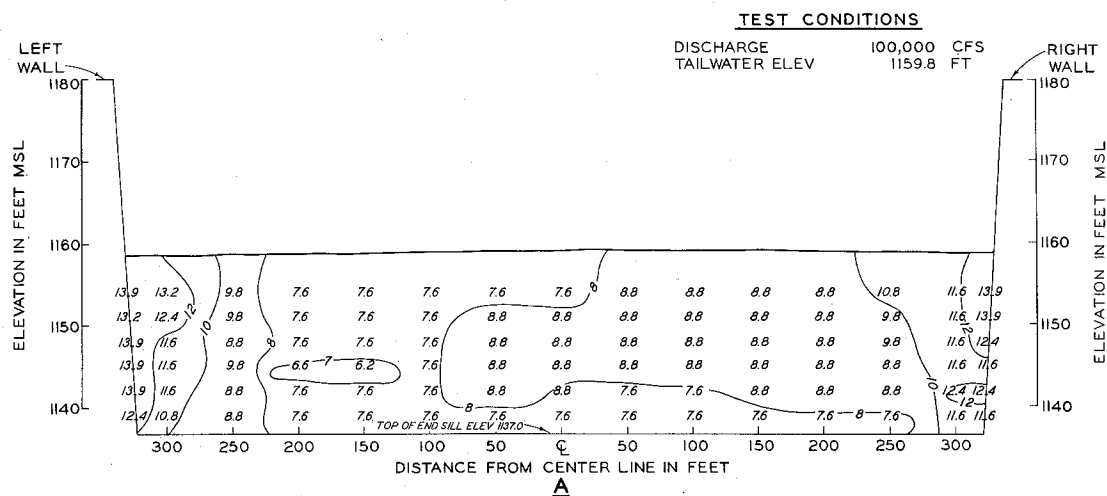 TEST CONDITIONS
DISCHARGE 100,000 CFS
TAILWATER ELEV 1159.8 FT
LEFT WALL
RIGHT WALL
1180 1180
1170 1170
1160 1160
1150 1150
1140 1140
ELEVATION IN FEET MSL
ELEVATION IN FEET MSL
13.9 13.2 9.8 7.6 7.6 7.6 7.6 7.6 8.8 8.8 8.8 8.8 10.8 11.6 13.9
13.2 12.4 9.8 7.6 7.6 7.6 8.8 8.8 8.8 8.8 8.8 8.8 9.8 11.6 13.9
13.9 11.6 8.8 7.6 7.6 7.6 8.8 8.8 8.8 8.8 8.8 8.8 9.8 11.6 12.4
13.9 11.6 9.8 6.6 6.2 7.6 8.8 8.8 8.8 8.8 8.8 8.8 9.8 11.6 11.6
13.9 11.6 8.8 7.6 7.6 7.6 8.8 8.8 7.6 7.6 8.8 8.8 8.8 12.4 12.4
12.4 10.8 8.8 7.6 7.6 7.6 7.6 7.6 7.6 7.6 7.6 7.6 7.6 11.6 11.6
12 10 8 7 8 8 8 10 12 12
TOP OF END SILL ELEV 1137.0
300 250 200 150 100 50 ℄ 50 100 150 200 250 300
DISTANCE FROM CENTER LINE IN FEET
A